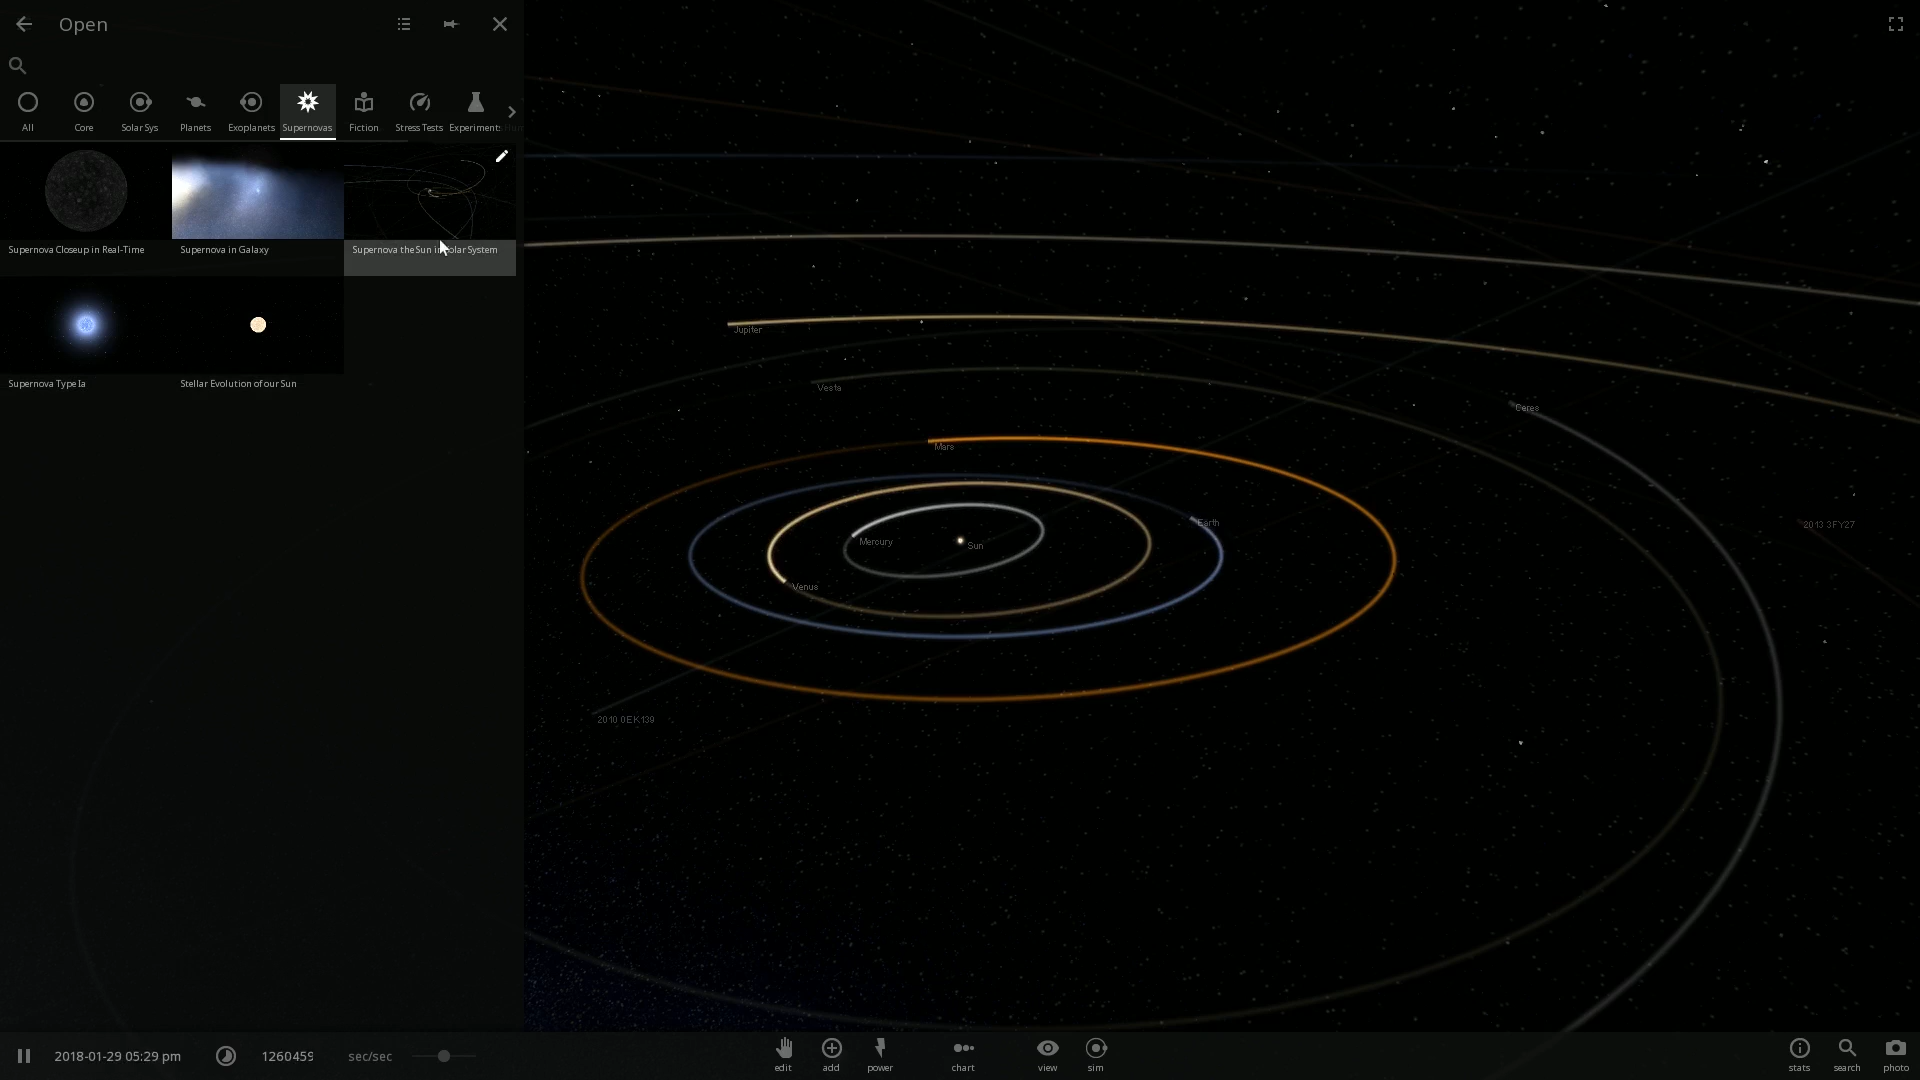 Open
All
Core
Solar Sys
Planets
Exoplanets
Supernovas
Fiction
Stress Tests
Experiment
Supernova Closeup in Real-Time
Supernova in Galaxy
Supernova the Sun in Solar System
Supernova Type Ia
Stellar Evolution of our Sun
Jupiter
Vesta
Ceres
Mars
Earth
2013 3FY27
Mercury
Sun
Venus
2010 0EK139
2018-01-29 05:29 pm
1260459
sec/sec
edit
add
power
chart
view
sim
stats
search
photo